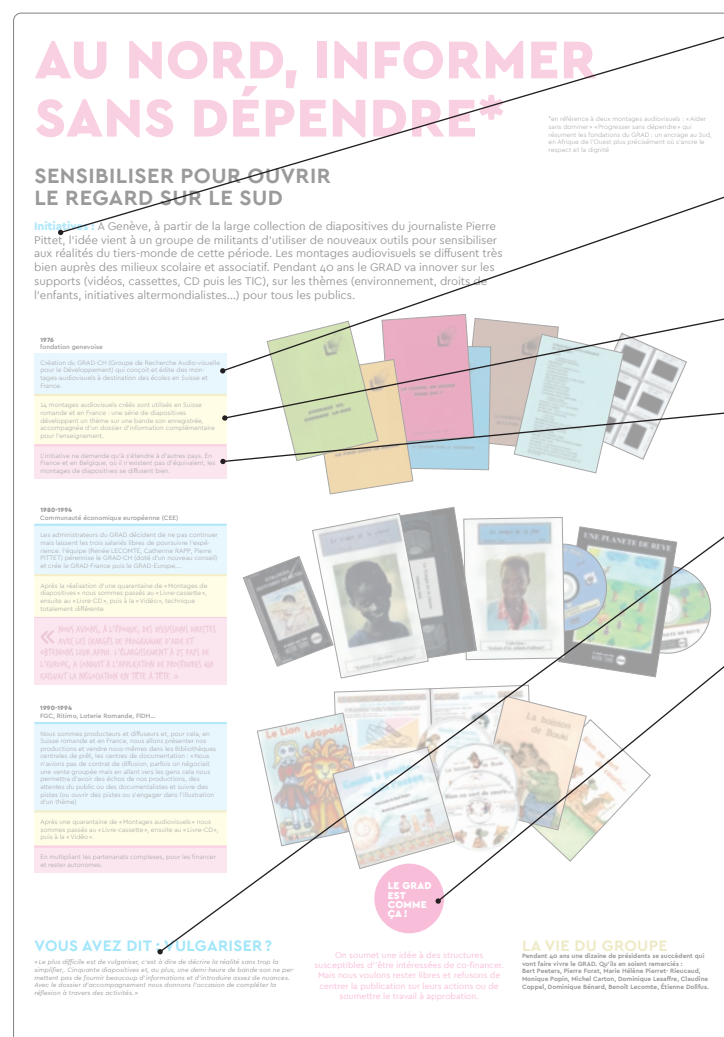 AU NORD, INFORMER
SANS DÉPENDRE*
*en référence à deux montages audiovisuels : « Aider
sans dominer » « Progresser sans dépendre » qui
résument les fondations du GRAD : un ancrage au Sud,
en Afrique de l'Ouest plus précisément où s'ancre le
respect et la dignité
SENSIBILISER POUR OUVRIR
LE REGARD SUR LE SUD
Initiatives : A Genève, à partir de la large collection de diapositives du journaliste Pierre
Pittet, l'idée vient à un groupe de militants d'utiliser de nouveaux outils pour sensibiliser
aux réalités du tiers-monde de cette période. Les montages audiovisuels se diffusent très
bien auprès des milieux scolaire et associatif. Pendant 40 ans le GRAD va innover sur les
supports (vidéos, cassettes, CD puis les TIC), sur les thèmes (environnement, droits de
l'enfants, initiatives altermondialistes...) pour tous les publics.
1976
fondation genevoise
Création du GRAD-CH (Groupe de Recherche Audio-visuelle
pour le Développement) qui conçoit et édite des mon-
tages audiovisuels à destination des écoles en Suisse et
France.
14 montages audiovisuels créés sont utilisés en Suisse
romande et en France : une série de diapositives
développent un thème sur une bande son enregistrée,
accompagnée d'un dossier d'information complémentaire
pour l'enseignement.
L'initiative ne demande qu'à s'étendre à d'autres pays. En
France et en Belgique, où il n'existent pas d'équivalent, les
montages de diapositives se diffusent bien.
1980-1994
Communauté économique européenne (CEE)
Les administrateurs du GRAD décident de ne pas continuer
mais laissent les trois salariés libres de poursuivre l'expé-
rience. l'équipe (Renée LECOMTE, Catherine RAPP, Pierre
PITTET) pérennise le GRAD-CH (doté d'un nouveau conseil)
et crée le GRAD-France puis le GRAD-Europe,...
Après la réalisation d'une quarantaine de « Montages de
diapositives » nous sommes passés au « Livre-cassette »,
ensuite au « Livre-CD », puis à la « Vidéo », technique
totalement différente
« NOUS AVIONS, À L'ÉPOQUE, DES DISSISIONS DIRECTES
AVEC LES CHARGÉS DE PROGRAMME D'AIDE ET
OBTENIONS LEUR APPUI. L'ÉLARGISSEMENT À 25 PAYS DE
L'EUROPE, A CONDUIT À L'APPLICATION DE PROCÉDURES QUI
EXCLUAIT LA NÉGOCIATION EN TÊTE À TÊTE. »
UNE PLANETE DE REVE
1990-1994
FGC, Ritimo, Loterie Romande, FIDH...
Nous sommes producteurs et diffuseurs et, pour cela, en
Suisse romande et en France, nous allons présenter nos
productions et vendre nous-mêmes dans les Bibliothèques
centrales de prêt, les centres de documentation : « Nous
n'avions pas de contrat de diffusion, parfois on négociait
une vente groupée mais en allant vers les gens cela nous
permettra d'avoir des échos de nos productions, des
attentes du public ou des documentalistes et suivre des
pistes (ou ouvrir des pistes ou s'engager dans l'illustration
d'un thème)
Après une quarantaine de « Montages audiovisuels » nous
sommes passés au « Livre-cassette », ensuite au « Livre-CD »,
puis à la « Vidéo ».
En multipliant les partenariats complexes, pour les financer
et rester autonomes.
Le Lion
Léopold
La boisson
de Bouki
LE GRAD
EST
COMME
ÇA !
VOUS AVEZ DIT : VULGARISER ?
« Le plus difficile est de vulgariser, c'est à dire de décrire la réalité sans trop la
simplifier,. Cinquante diapositives et, au plus, une demi-heure de bande-son ne per-
mettent pas de fournir beaucoup d'informations et d'introduire assez de nuances.
Avec le dossier d'accompagnement nous donnons l'occasion de compléter la
réflexion à travers des activités. »
On soumet une idée à des structures
susceptibles d''être intéressées de co-financer.
Mais nous voulons rester libres et refusons de
centrer la publication sur leurs actions ou de
soumettre le travail à approbation.
LA VIE DU GROUPE
Pendant 40 ans une dizaine de présidents se succèdent qui
vont faire vivre le GRAD. Qu'ils en soient remerciés :
Bert Peeters, Pierre Forat, Marie Hélène Pierret- Rieucaud,
Monique Popin, Michel Carton, Dominique Lesaffre, Claudine
Coppel, Dominique Bénard, Benoît Lecomte, Étienne Dollfus.